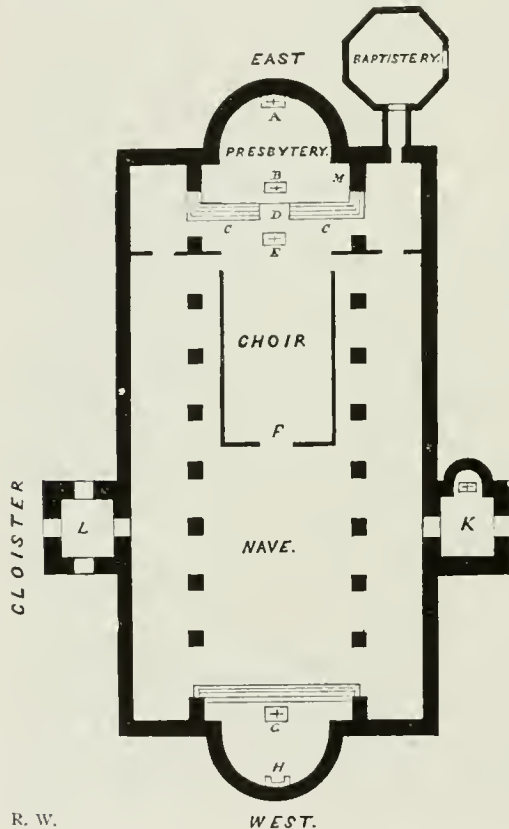 EAST
BAPTISTERY.
A
PRESBYTERY.
B
M
D
C
C
E
CHOIR
F
CLOISTER
L
K
NAVE.
G
H
R. W.
WEST.